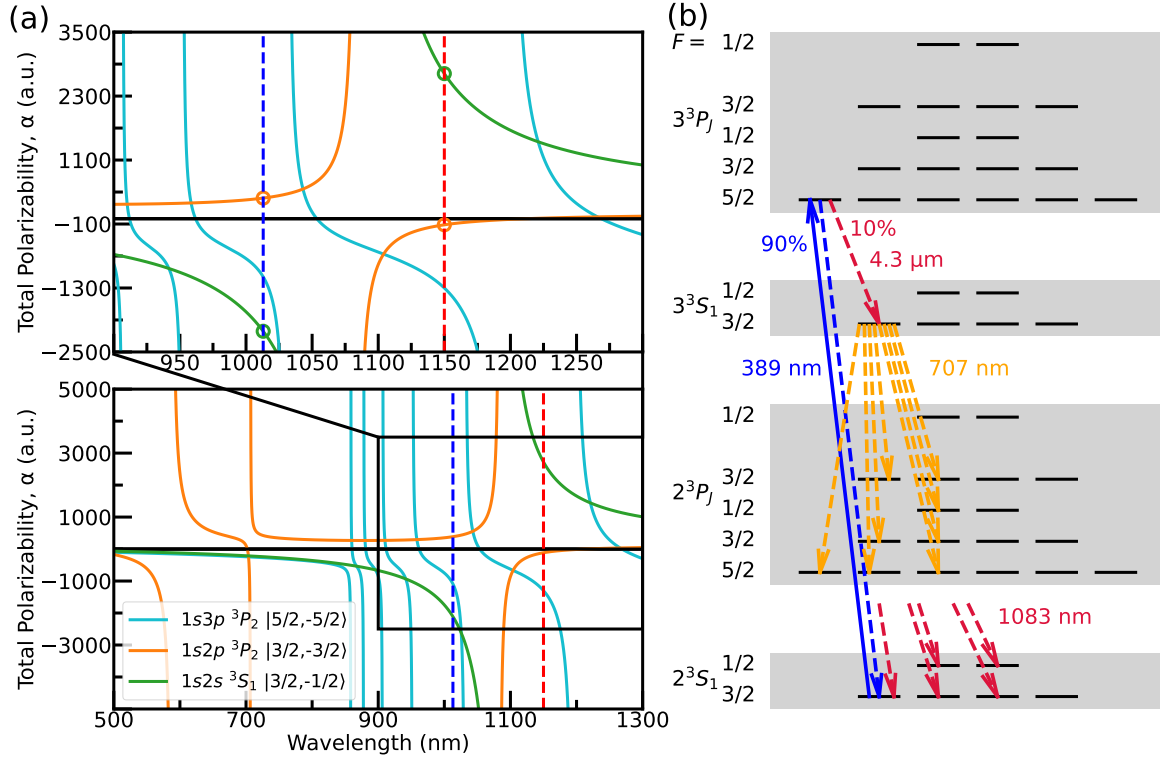 (a)
Total Polarizability, α (a.u.)
3500
2300
1100
−100
−1300
−2500
950
1000
1050
1100
1150
1200
1250
Total Polarizability, α (a.u.)
5000
3000
1000
−1000
−3000
1s3p ³P₂ |5/2,-5/2⟩
1s2p ³P₂ |3/2,-3/2⟩
1s2s ³S₁ |3/2,-1/2⟩
500
700
900
1100
1300
Wavelength (nm)
(b)
F = 1/2
3/2
3³P_J
1/2
3/2
5/2
90%
10%
4.3 μm
1/2
3³S₁
3/2
389 nm
707 nm
1/2
3/2
2³P_J
1/2
3/2
5/2
1083 nm
1/2
2³S₁
3/2